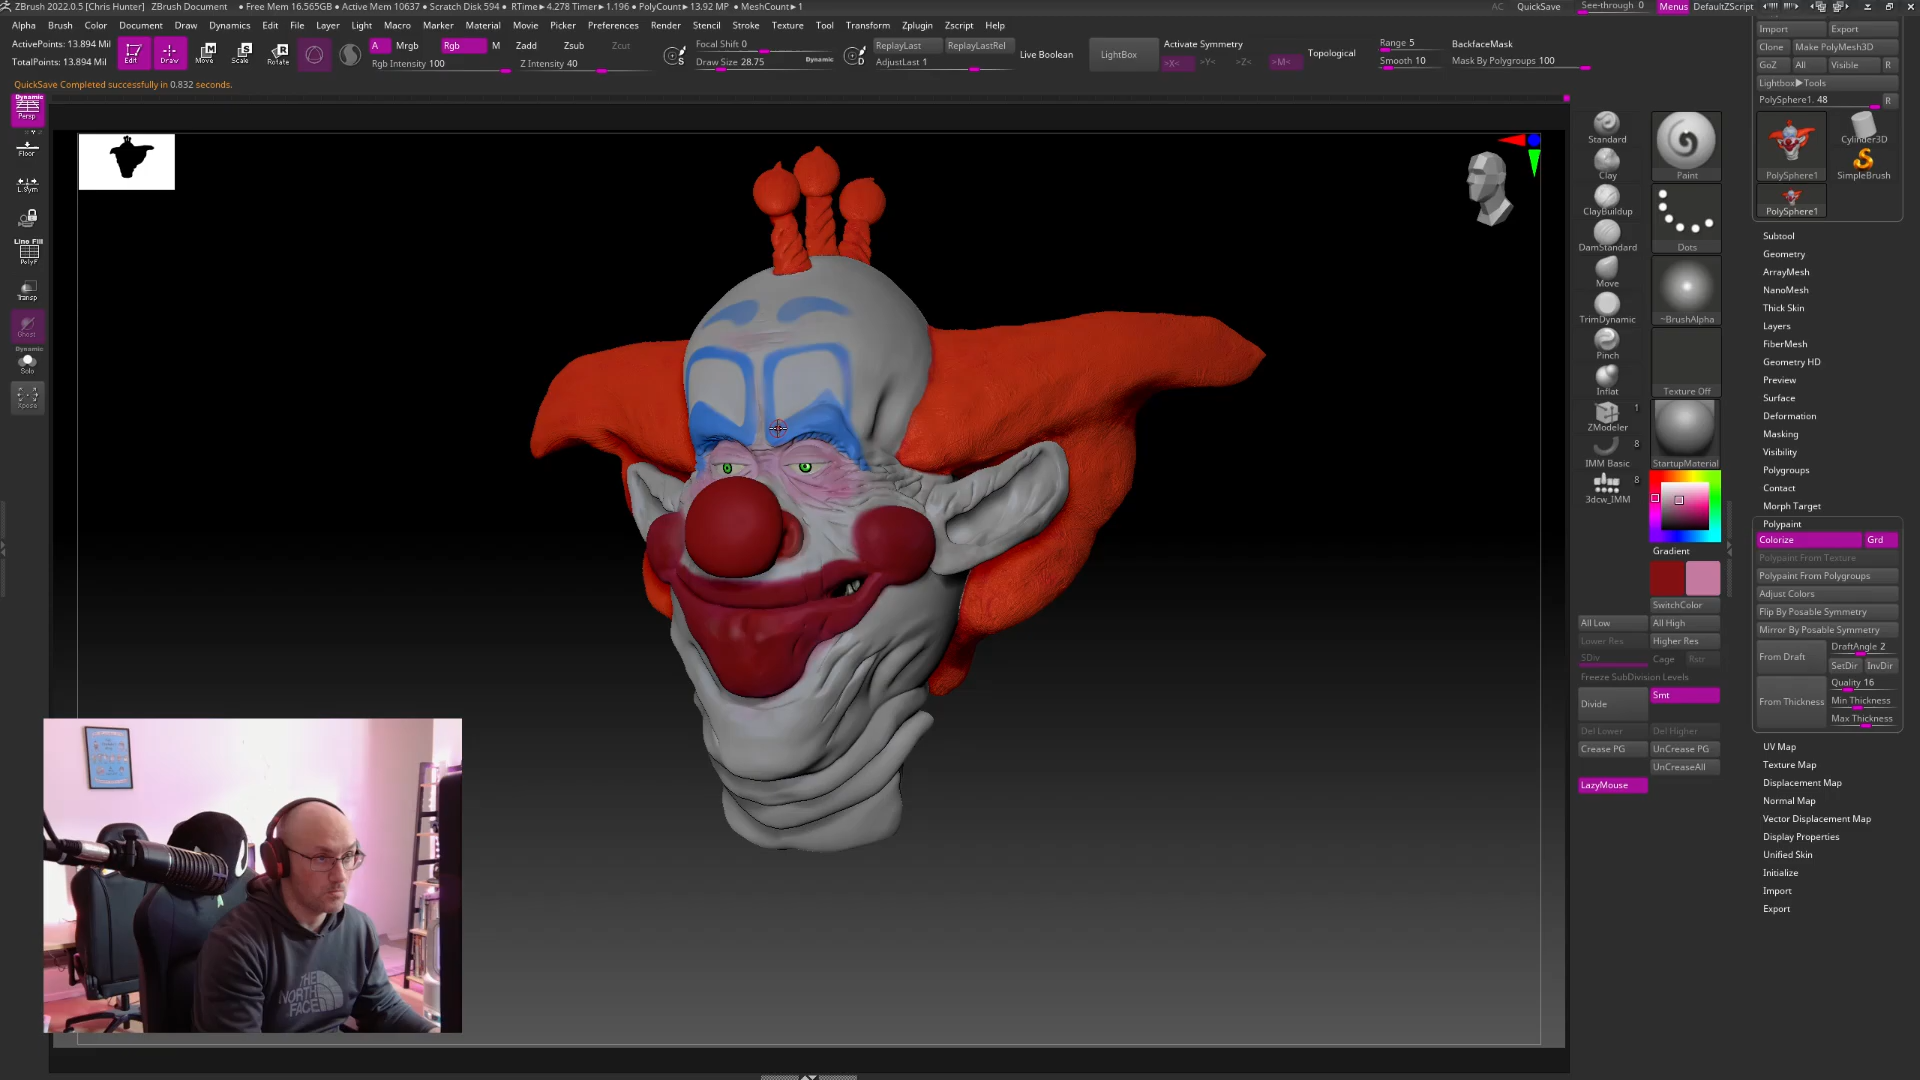 ZBrush 2022.0.5 [Chris Hunter] ZBrush Document ● Free Mem 16.565GB ● Active Mem 10637 ● Scratch Disk 594 ● RTime▶4.278 Timer▶1.196 ● PolyCount▶13.92 MP ● MeshCount▶1 AC QuickSave See-through 0 Menus DefaultZScript
Alpha Brush Color Document Draw Dynamics Edit File Layer Light Macro Marker Material Movie Picker Preferences Render Stencil Stroke Texture Tool Transform Zplugin Zscript Help
ActivePoints: 13.894 Mil
TotalPoints: 13.894 Mil
Edit Draw Move Scale Rotate
A Mrgb Rgb M Zadd Zsub Zcut
Rgb Intensity 100 Z Intensity 40
Focal Shift 0
Draw Size 28.75 Dynamic
ReplayLast ReplayLastRel
AdjustLast 1
Live Boolean
LightBox
Activate Symmetry
>X< >Y< >Z< >M<
Topological
Range 5
Smooth 10
BackfaceMask
Mask By Polygroups 100
QuickSave Completed successfully in 0.832 seconds.
Dynamic
Persp
Floor
L.Sym
Line Fill
PolyF
Transp
Ghost
Dynamic
Solo
Xpose
THE
NORTH
FACE
Standard
Clay
ClayBuildup
DamStandard
Move
TrimDynamic
Pinch
Inflat
1
ZModeler
8
IMM Basic
8
3dcw_IMM
Paint
Dots
~BrushAlpha
Texture Off
StartupMaterial
Gradient
SwitchColor
All Low All High
Lower Res Higher Res
SDiv Cage Rstr
Freeze SubDivision Levels
Divide Smt
Del Lower Del Higher
Crease PG UnCrease PG
UnCreaseAll
LazyMouse
Import Export
Clone Make PolyMesh3D
GoZ All Visible R
Lightbox▶Tools
PolySphere1. 48 R
PolySphere1 Cylinder3D
SimpleBrush
PolySphere1
Subtool
Geometry
ArrayMesh
NanoMesh
Thick Skin
Layers
FiberMesh
Geometry HD
Preview
Surface
Deformation
Masking
Visibility
Polygroups
Contact
Morph Target
Polypaint
Colorize Grd
Polypaint From Texture
Polypaint From Polygroups
Adjust Colors
Flip By Posable Symmetry
Mirror By Posable Symmetry
From Draft DraftAngle 2
SetDir InvDir
From Thickness Quality 16
Min Thickness
Max Thickness
UV Map
Texture Map
Displacement Map
Normal Map
Vector Displacement Map
Display Properties
Unified Skin
Initialize
Import
Export